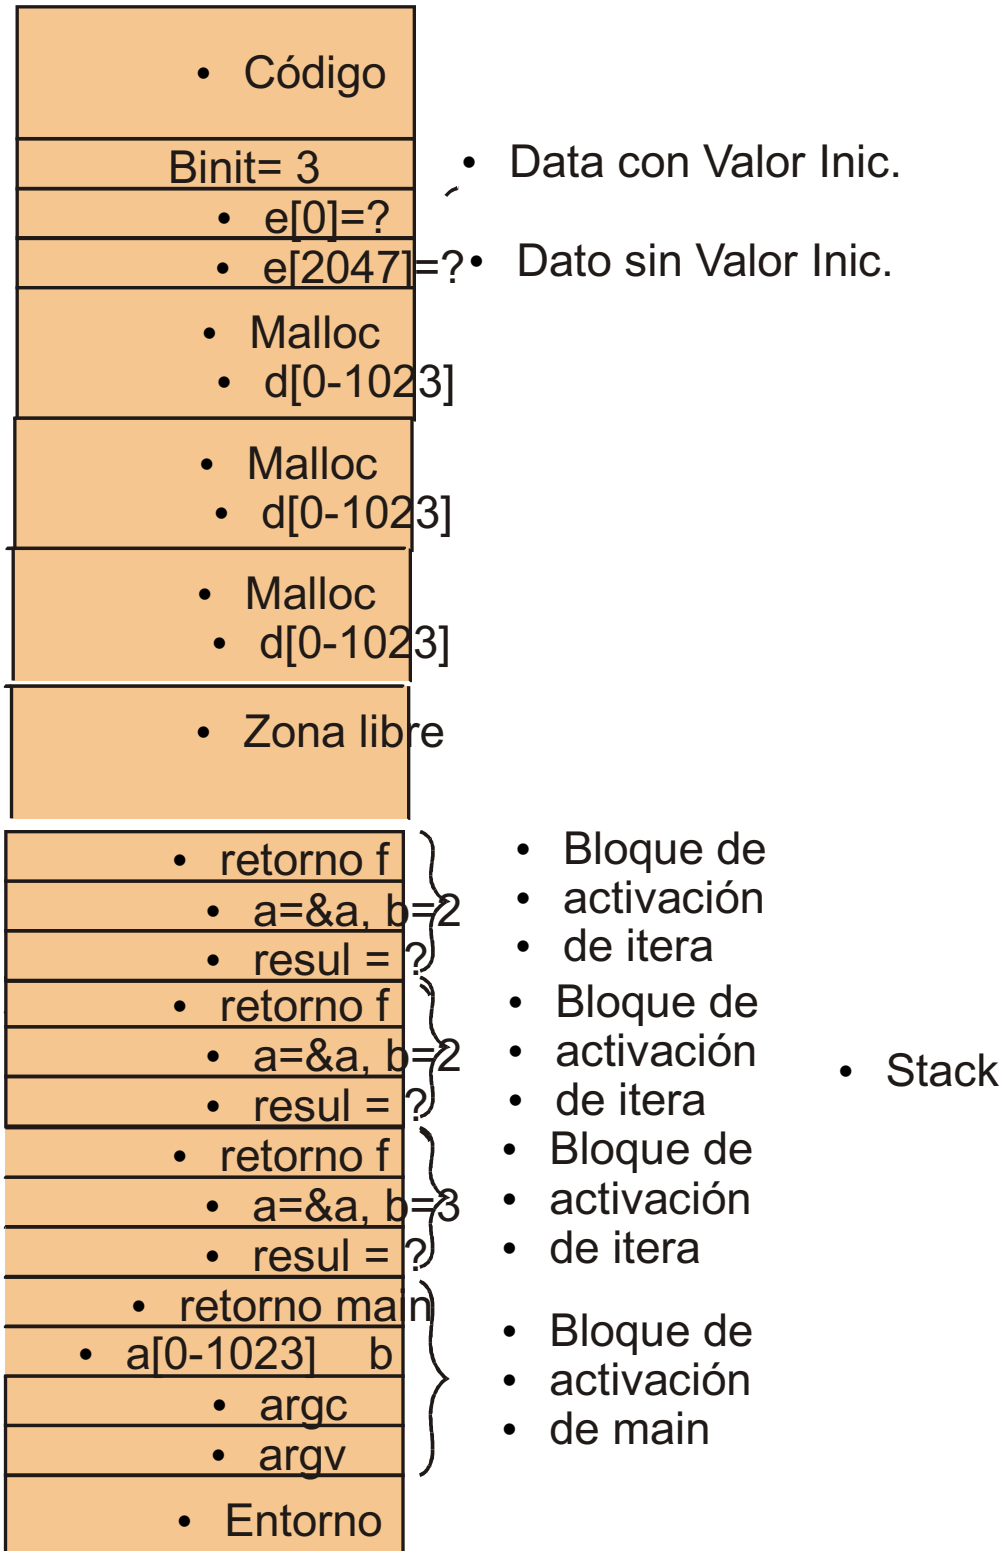 • Código
Binit= 3
• Data con Valor Inic.
• e[0]=?
• e[2047]=?
• Dato sin Valor Inic.
• Malloc
• d[0-1023]
• Malloc
• d[0-1023]
• Malloc
• d[0-1023]
• Zona libre
• retorno f
• a=&a, b=2
• resul = ?
• Bloque de
• activación
• de itera
• retorno f
• a=&a, b=2
• resul = ?
• Bloque de
• activación
• de itera
• Stack
• retorno f
• a=&a, b=3
• resul = ?
• Bloque de
• activación
• de itera
• retorno main
• a[0-1023] b
• argc
• argv
• Bloque de
• activación
• de main
• Entorno